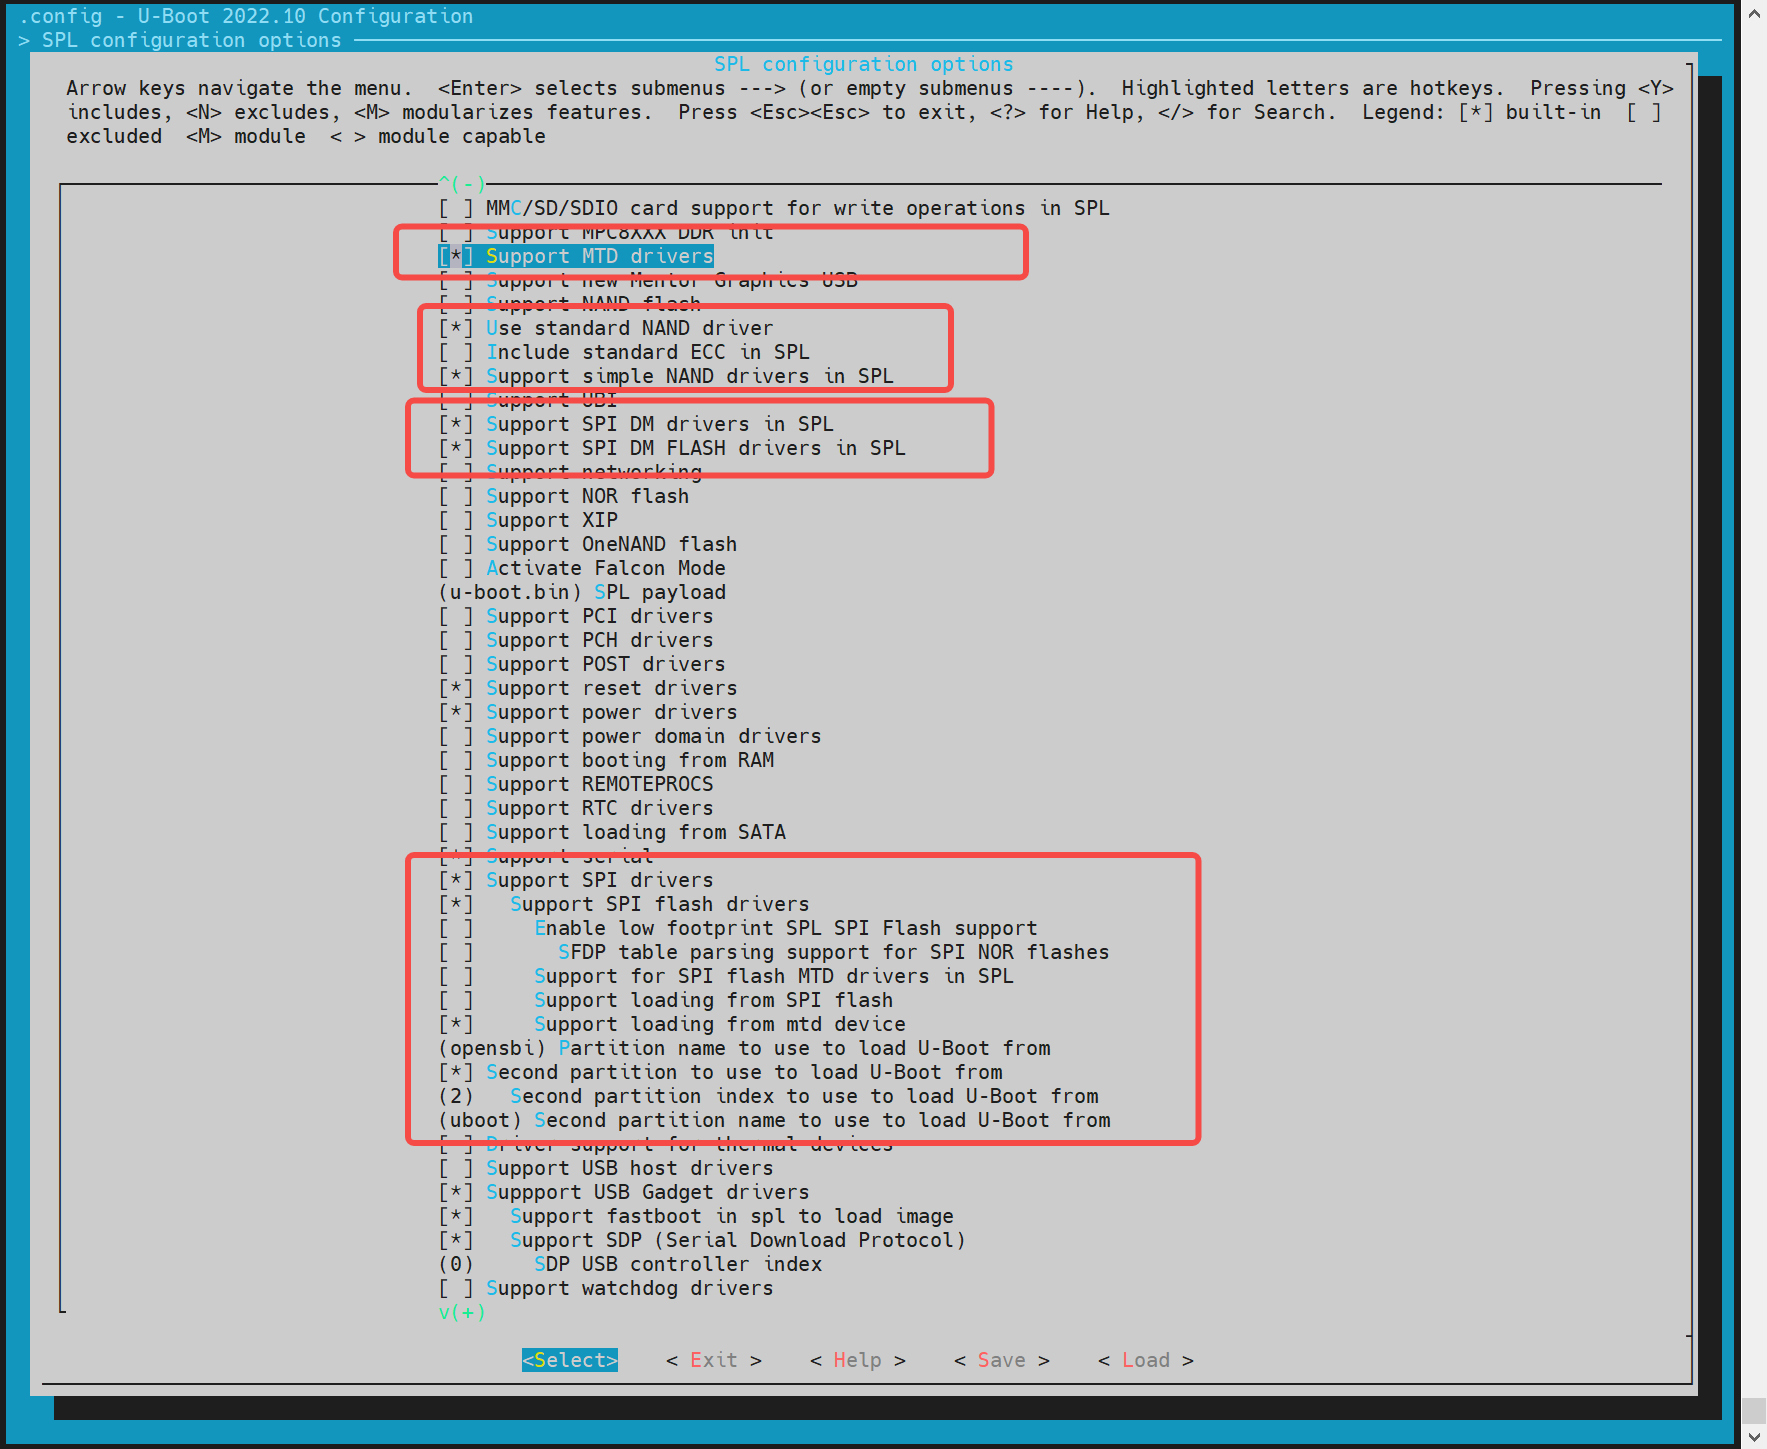 .config - U-Boot 2022.10 Configuration
> SPL configuration options
SPL configuration options
Arrow keys navigate the menu.  <Enter> selects submenus ---> (or empty submenus ----).  Highlighted letters are hotkeys.  Pressing <Y>
includes, <N> excludes, <M> modularizes features.  Press <Esc><Esc> to exit, <?> for Help, </> for Search.  Legend: [*] built-in  [ ]
excluded  <M> module  < > module capable
^(-)
[ ] MMC/SD/SDIO card support for write operations in SPL
[ ] Support MPC8XXX DDR init
[*] Support MTD drivers
[ ] Support new Mentor Graphics USB
[ ] Support NAND flash
[*] Use standard NAND driver
[ ] Include standard ECC in SPL
[*] Support simple NAND drivers in SPL
[ ] Support UBI
[*] Support SPI DM drivers in SPL
[*] Support SPI DM FLASH drivers in SPL
[ ] Support networking
[ ] Support NOR flash
[ ] Support XIP
[ ] Support OneNAND flash
[ ] Activate Falcon Mode
(u-boot.bin) SPL payload
[ ] Support PCI drivers
[ ] Support PCH drivers
[ ] Support POST drivers
[*] Support reset drivers
[*] Support power drivers
[ ] Support power domain drivers
[ ] Support booting from RAM
[ ] Support REMOTEPROCS
[ ] Support RTC drivers
[ ] Support loading from SATA
[*] Support serial
[*] Support SPI drivers
[*]   Support SPI flash drivers
[ ]     Enable low footprint SPL SPI Flash support
[ ]       SFDP table parsing support for SPI NOR flashes
[ ]     Support for SPI flash MTD drivers in SPL
[ ]     Support loading from SPI flash
[*]     Support loading from mtd device
(opensbi) Partition name to use to load U-Boot from
[*] Second partition to use to load U-Boot from
(2)   Second partition index to use to load U-Boot from
(uboot) Second partition name to use to load U-Boot from
[ ] Driver support for thermal devices
[ ] Support USB host drivers
[*] Suppport USB Gadget drivers
[*]   Support fastboot in spl to load image
[*]   Support SDP (Serial Download Protocol)
(0)     SDP USB controller index
[ ] Support watchdog drivers
v(+)
<Select>    < Exit >    < Help >    < Save >    < Load >